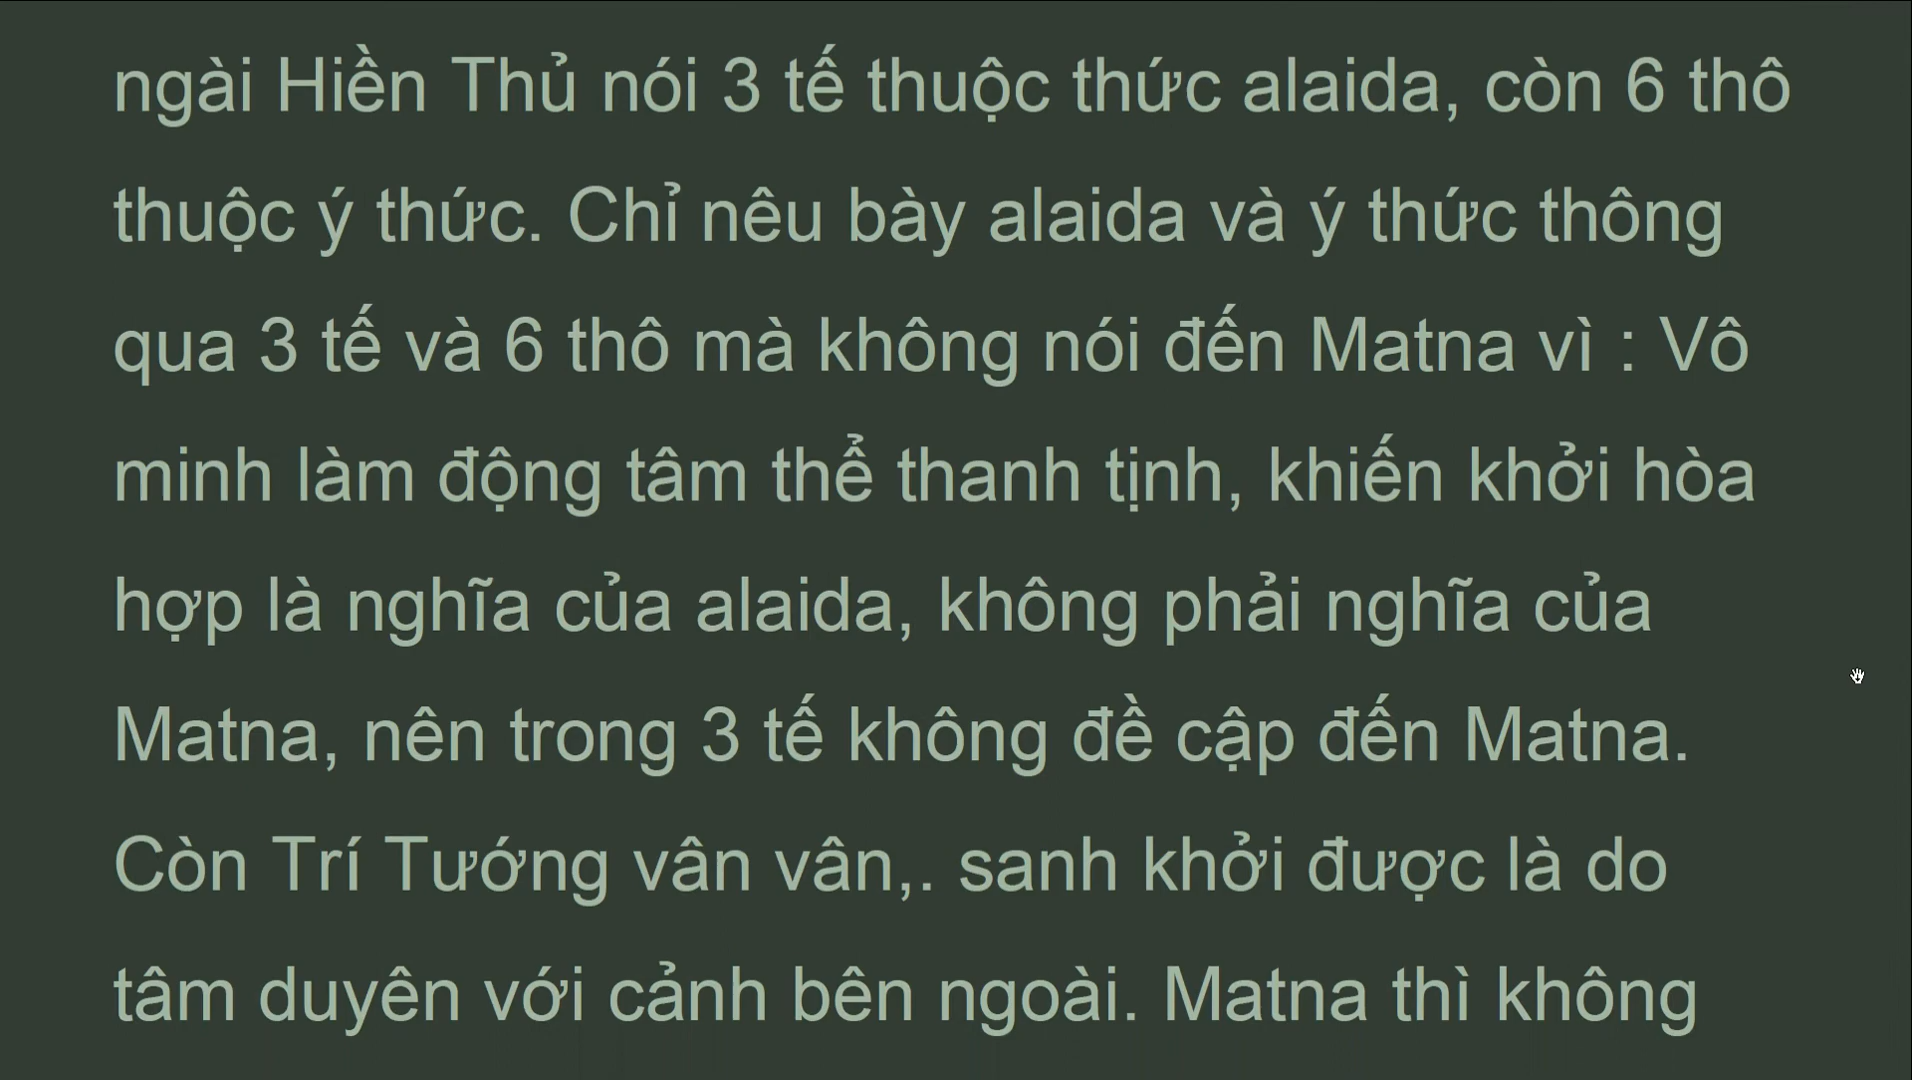 ngài Hiền Thủ nói 3 tế thuộc thức alaida, còn 6 thô
thuộc ý thức. Chỉ nêu bày alaida và ý thức thông
qua 3 tế và 6 thô mà không nói đến Matna vì : Vô
minh làm động tâm thể thanh tịnh, khiến khởi hòa
hợp là nghĩa của alaida, không phải nghĩa của
Matna, nên trong 3 tế không đề cập đến Matna.
Còn Trí Tướng vân vân,. sanh khởi được là do
tâm duyên với cảnh bên ngoài. Matna thì không